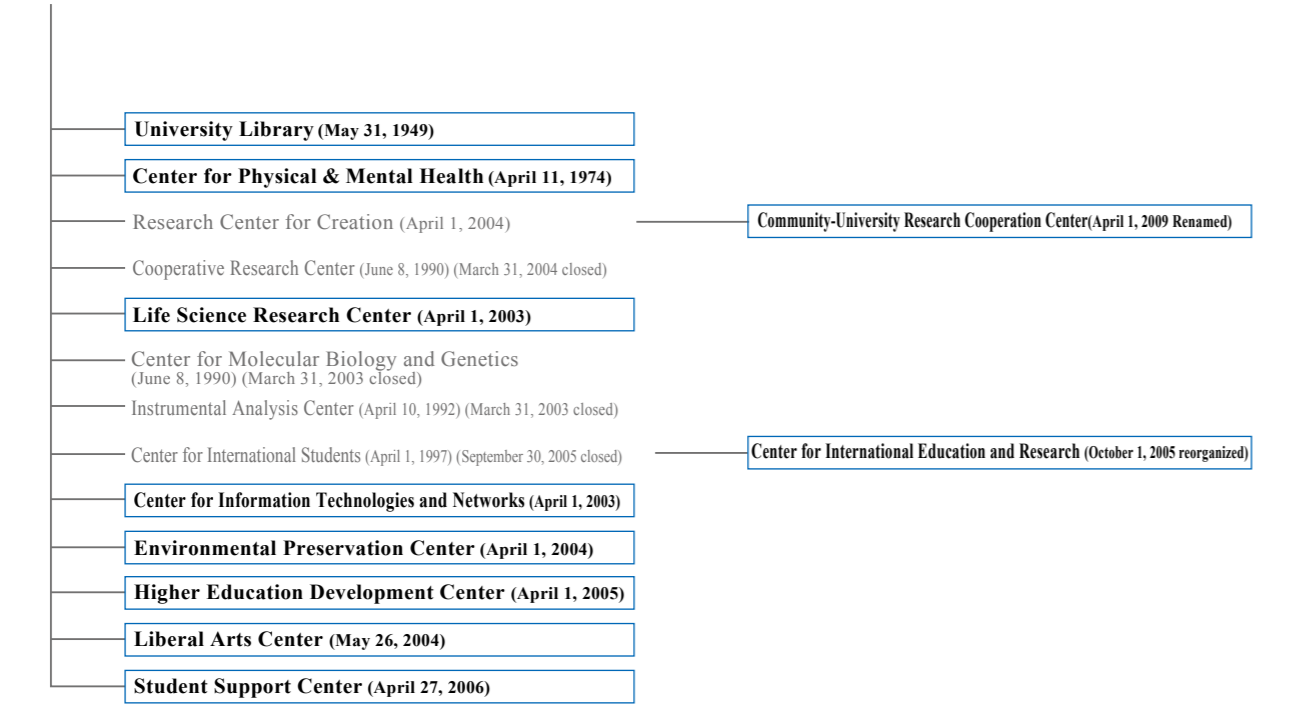 University Library (May 31, 1949)
Center for Physical & Mental Health (April 11, 1974)
Research Center for Creation (April 1, 2004)
Community-University Research Cooperation Center(April 1, 2009 Renamed)
Cooperative Research Center (June 8, 1990) (March 31, 2004 closed)
Life Science Research Center (April 1, 2003)
Center for Molecular Biology and Genetics
(June 8, 1990) (March 31, 2003 closed)
Instrumental Analysis Center (April 10, 1992) (March 31, 2003 closed)
Center for International Students (April 1, 1997) (September 30, 2005 closed)
Center for International Education and Research (October 1, 2005 reorganized)
Center for Information Technologies and Networks (April 1, 2003)
Environmental Preservation Center (April 1, 2004)
Higher Education Development Center (April 1, 2005)
Liberal Arts Center (May 26, 2004)
Student Support Center (April 27, 2006)